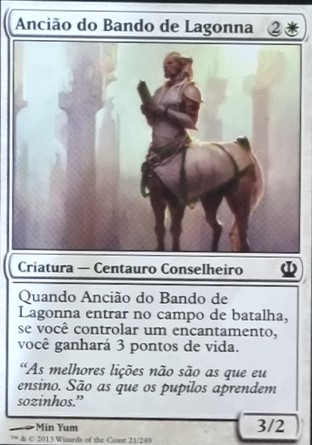 Ancião do Bando de Lagonna 2
Criatura — Centauro Conselheiro
Quando Ancião do Bando de
Lagonna entrar no campo de batalha,
se você controlar um encantamento,
você ganhará 3 pontos de vida.
“As melhores lições não são as que eu
ensino. São as que os pupilos aprendem
sozinhos.”
Min Yum
™ & © 2013 Wizards of the Coast 21/249
3/2